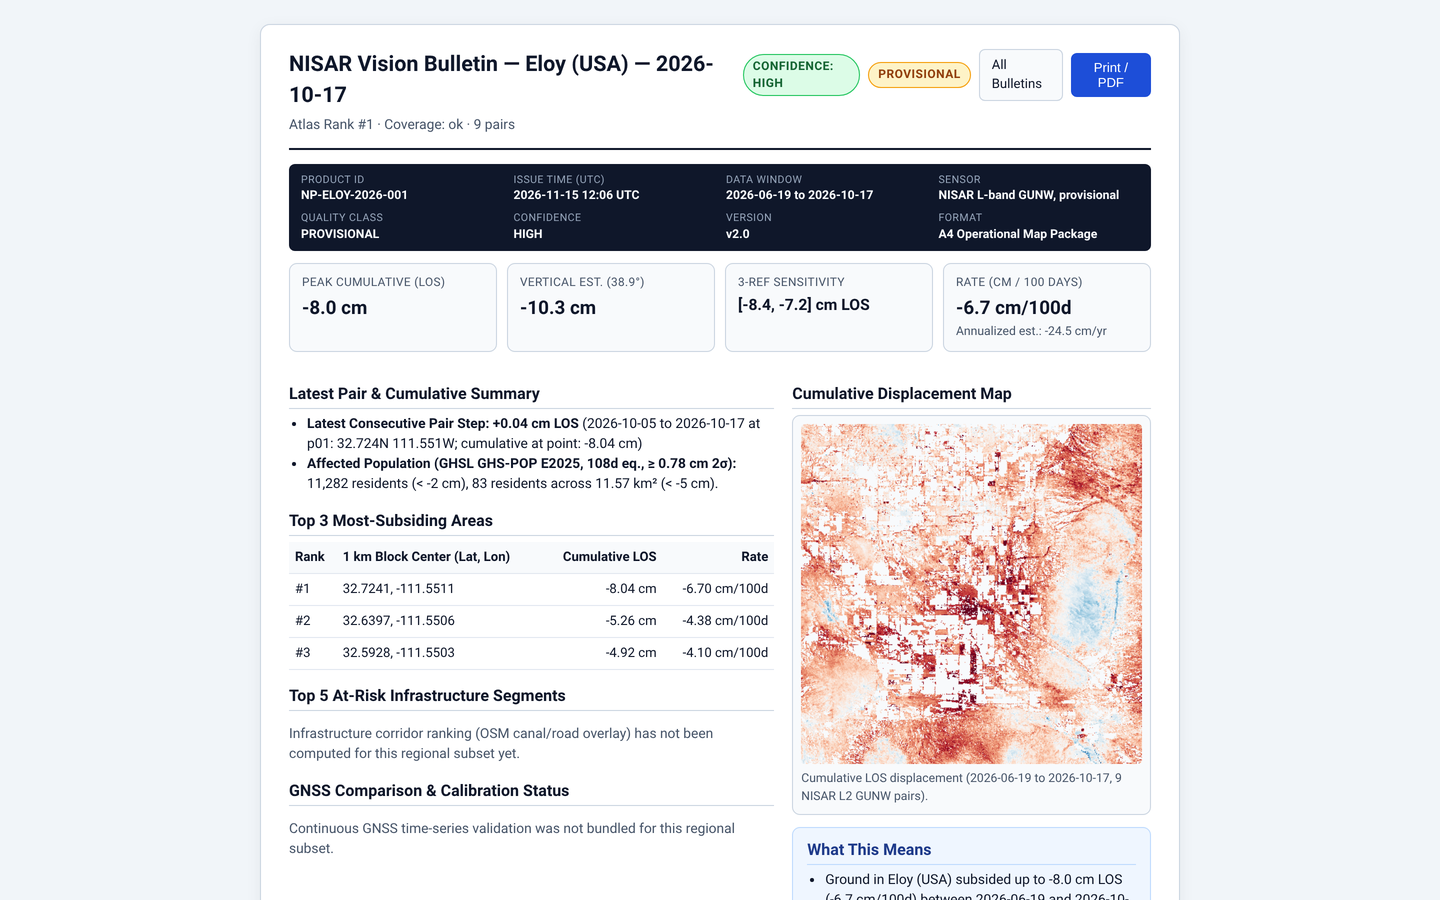 NISAR Vision Bulletin — Eloy (USA) — 2026-
10-17
Atlas Rank #1 · Coverage: ok · 9 pairs
CONFIDENCE:
HIGH
PROVISIONAL
All
Bulletins
Print /
PDF
PRODUCT ID
NP-ELOY-2026-001
ISSUE TIME (UTC)
2026-11-15 12:06 UTC
DATA WINDOW
2026-06-19 to 2026-10-17
SENSOR
NISAR L-band GUNW, provisional
QUALITY CLASS
PROVISIONAL
CONFIDENCE
HIGH
VERSION
v2.0
FORMAT
A4 Operational Map Package
PEAK CUMULATIVE (LOS)
-8.0 cm
VERTICAL EST. (38.9°)
-10.3 cm
3-REF SENSITIVITY
[-8.4, -7.2] cm LOS
RATE (CM / 100 DAYS)
-6.7 cm/100d
Annualized est.: -24.5 cm/yr
Latest Pair & Cumulative Summary
• Latest Consecutive Pair Step: +0.04 cm LOS (2026-10-05 to 2026-10-17 at
p01: 32.724N 111.551W; cumulative at point: -8.04 cm)
• Affected Population (GHSL GHS-POP E2025, 108d eq., ≥ 0.78 cm 2σ):
11,282 residents (< -2 cm), 83 residents across 11.57 km² (< -5 cm).
Top 3 Most-Subsiding Areas
Rank 1 km Block Center (Lat, Lon) Cumulative LOS Rate
#1 32.7241, -111.5511 -8.04 cm -6.70 cm/100d
#2 32.6397, -111.5506 -5.26 cm -4.38 cm/100d
#3 32.5928, -111.5503 -4.92 cm -4.10 cm/100d
Top 5 At-Risk Infrastructure Segments
Infrastructure corridor ranking (OSM canal/road overlay) has not been
computed for this regional subset yet.
GNSS Comparison & Calibration Status
Continuous GNSS time-series validation was not bundled for this regional
subset.
Cumulative Displacement Map
Cumulative LOS displacement (2026-06-19 to 2026-10-17, 9
NISAR L2 GUNW pairs).
What This Means
• Ground in Eloy (USA) subsided up to -8.0 cm LOS
(-6.7 cm/100d) between 2026-06-19 and 2026-10-